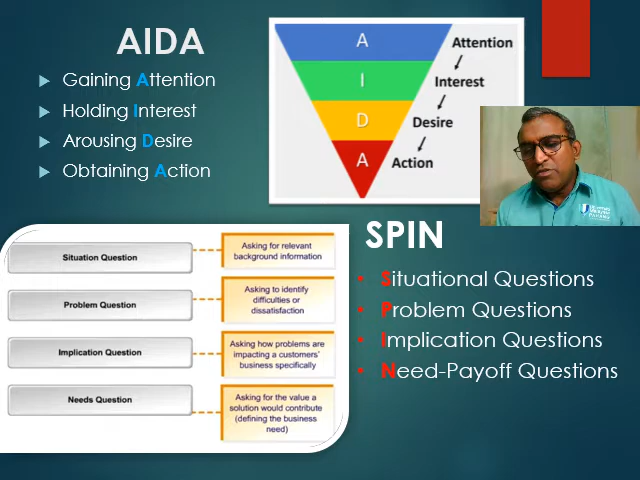 AIDA
Gaining Attention
Holding Interest
Arousing Desire
Obtaining Action
A
I
D
A
Attention
Interest
Desire
Action
SPIN
Situational Questions
Problem Questions
Implication Questions
Need-Payoff Questions
Situation Question
Asking for relevant
background information
Problem Question
Asking to identify
difficulties or
dissatisfaction
Implication Question
Asking how problems are
impacting a customers'
business specifically
Needs Question
Asking for the value a
solution would contribute
(defining the business
need)
PAHANG